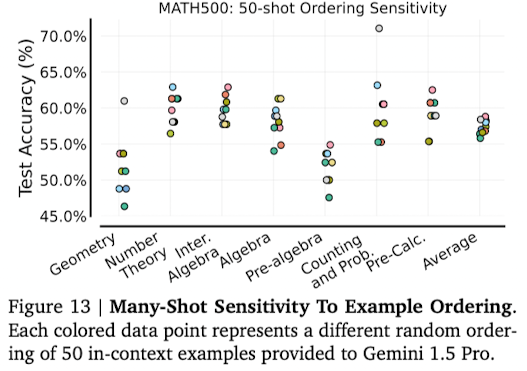 MATH500: 50-shot Ordering Sensitivity
Test Accuracy (%)
70.0%
65.0%
60.0%
55.0%
50.0%
45.0%
Geometry
Number
Theory
Inter.
Algebra
Algebra
Pre-algebra
Counting
and Prob.
Pre-Calc.
Average
Figure 13 | Many-Shot Sensitivity To Example Ordering.
Each colored data point represents a different random order-
ing of 50 in-context examples provided to Gemini 1.5 Pro.